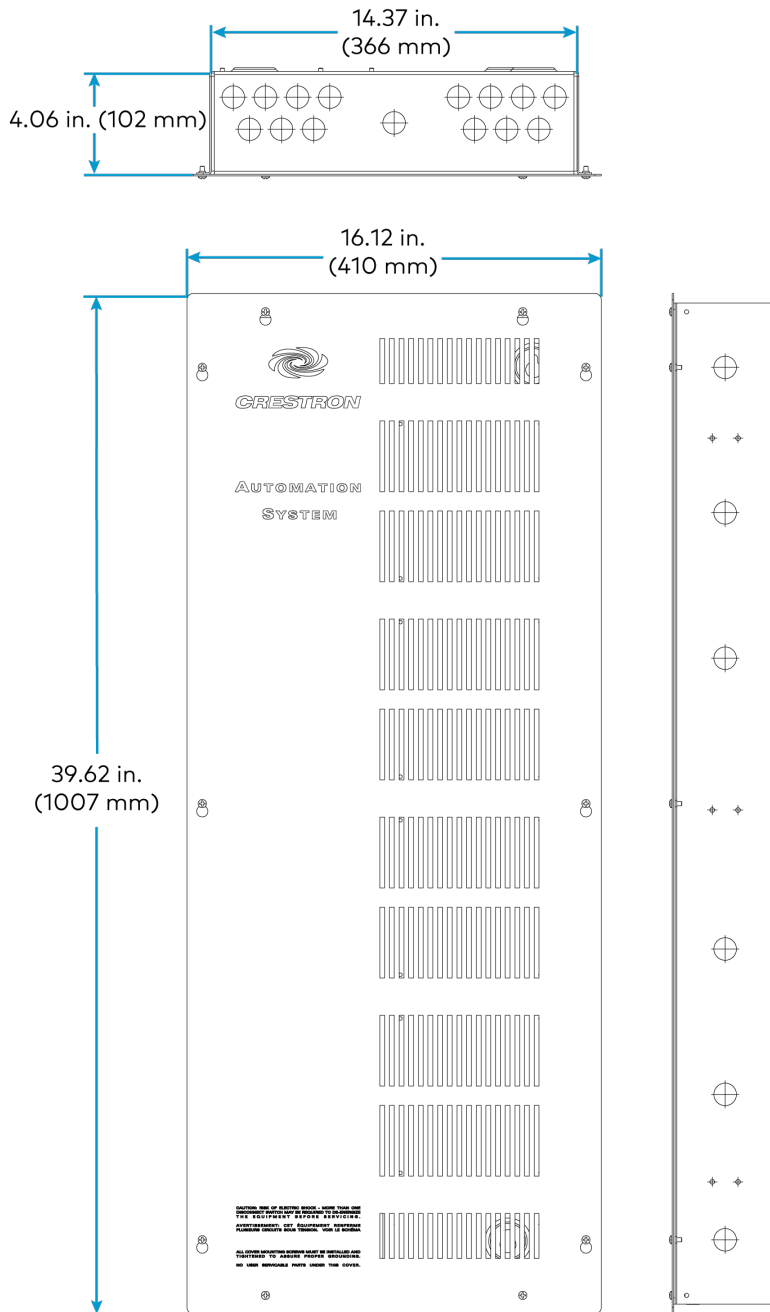 14.37 in.
(366 mm)
4.06 in. (102 mm)
16.12 in.
(410 mm)
CRESTRON
AUTOMATION
SYSTEM
39.62 in.
(1007 mm)
CAUTION: RISK OF ELECTRIC SHOCK - MORE THAN ONE
DISCONNECT SWITCH MAY BE REQUIRED TO DE-ENERGIZE
THE EQUIPMENT BEFORE SERVICING.
AVERTISSEMENT: CET ÉQUIPEMENT RENFERME
PLUSIEURS CIRCUITS SOUS TENSION. VOIR LE SCHÉMA
ALL COVER MOUNTING SCREWS MUST BE INSTALLED AND
TIGHTENED TO ASSURE PROPER GROUNDING.
NO USER SERVICABLE PARTS UNDER THIS COVER.